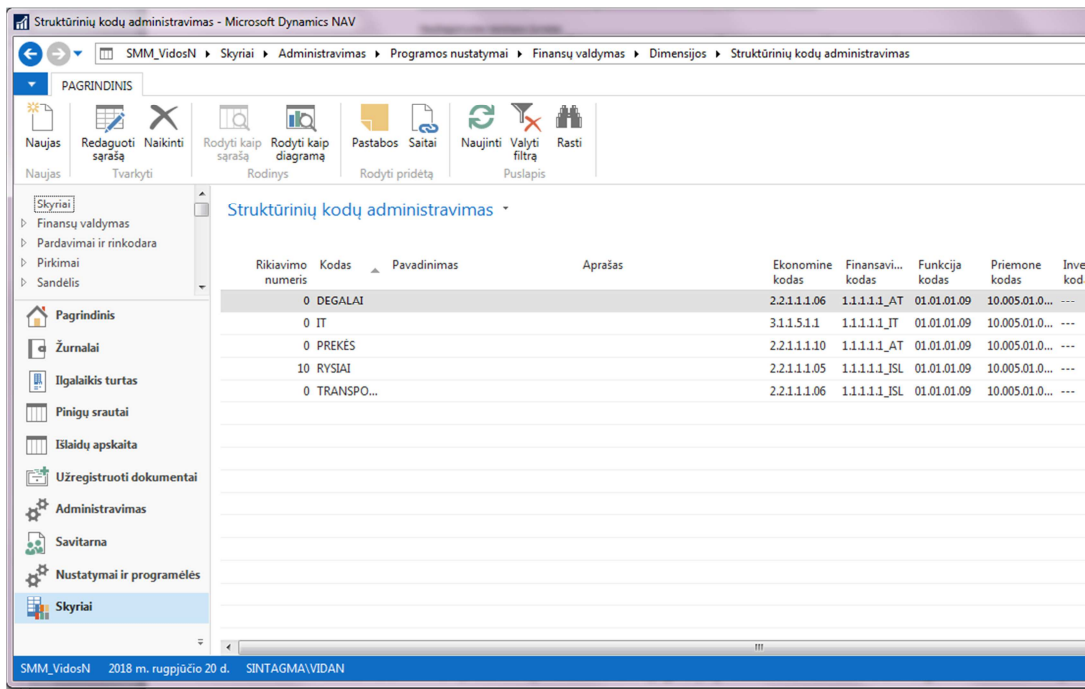 Struktūrinių kodų administravimas - Microsoft Dynamics NAV
SMM_VidosN Skyriai Administravimas Programos nustatymai Finansų valdymas Dimensijos Struktūrinių kodų administravimas
PAGRINDINIS
Naujas Redaguoti sąrašą Naikinti Rodyti kaip sąrašą Rodyti kaip diagramą Pastabos Saitai Naujinti Valyti filtrą Rasti
Naujas Tvarkyti Rodinys Rodyti pridėtą Puslapis
Skyriai
Finansų valdymas
Pardavimai ir rinkodara
Pirkimai
Sandėlis
Pagrindinis
Žurnalai
Ilgalaikis turtas
Pinigų srautai
Išlaidų apskaita
Užregistruoti dokumentai
Administravimas
Savitarna
Nustatymai ir programėlės
Skyriai
Struktūrinių kodų administravimas
Rikiavimo numeris Kodas Pavadinimas Aprašas Ekonomine kodas Finansavi... kodas Funkcija kodas Priemone kodas Inve kod
0 DEGALAI 2.2.1.1.1.06 1.1.1.1.1_AT 01.01.01.09 10.005.01.0... ---
0 IT 3.1.1.5.1.1 1.1.1.1.1_IT 01.01.01.09 10.005.01.0... ---
0 PREKĖS 2.2.1.1.1.10 1.1.1.1.1_AT 01.01.01.09 10.005.01.0... ---
10 RYSIAI 2.2.1.1.1.05 1.1.1.1.1_ISL 01.01.01.09 10.005.01.0... ---
0 TRANSPO... 2.2.1.1.1.06 1.1.1.1.1_ISL 01.01.01.09 10.005.01.0... ---
SMM_VidosN 2018 m. rugpjūčio 20 d. SINTAGMA\VIDAN